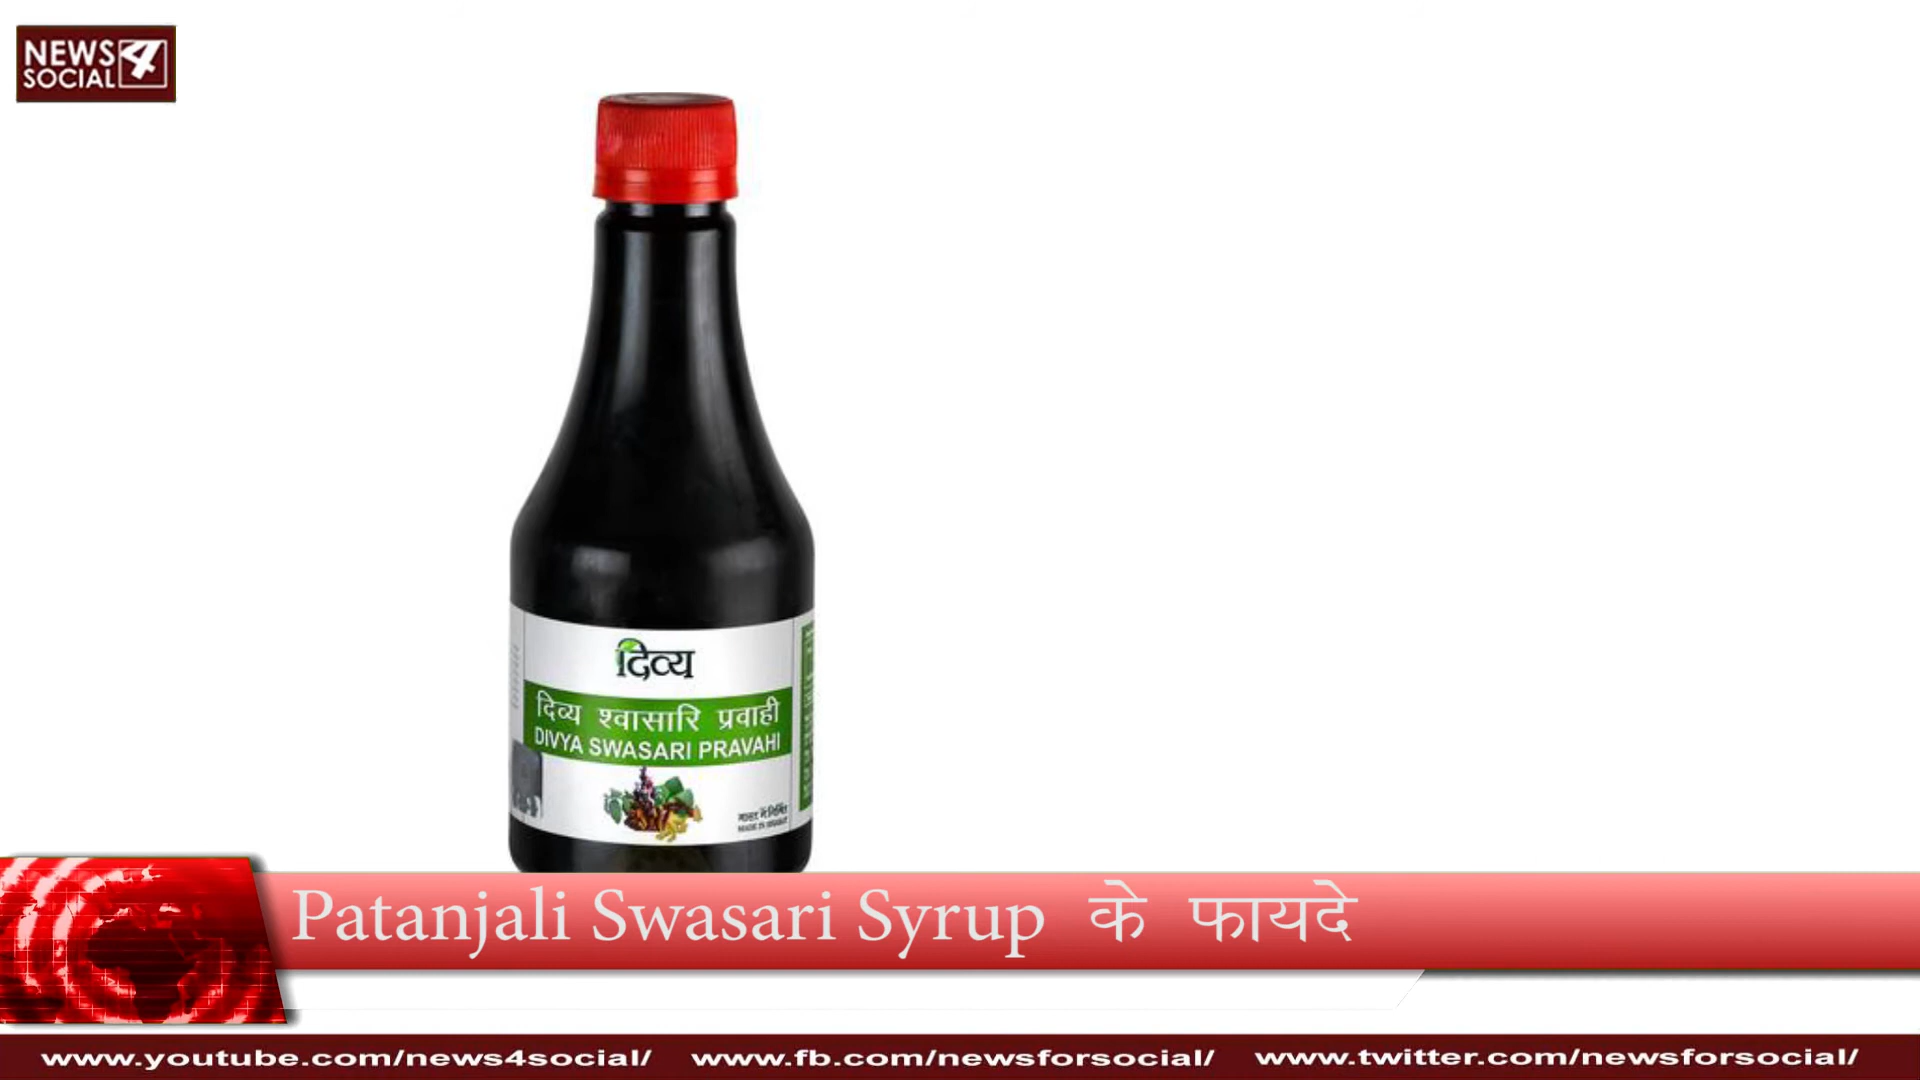 NEWS 4
SOCIAL
दिव्य
दिव्य श्वासारि प्रवाही
DIVYA SWASARI PRAVAHI
Patanjali Swasari Syrup के फायदे
www.youtube.com/news4social/ www.fb.com/newsforsocial/ www.twitter.com/newsforsocial/